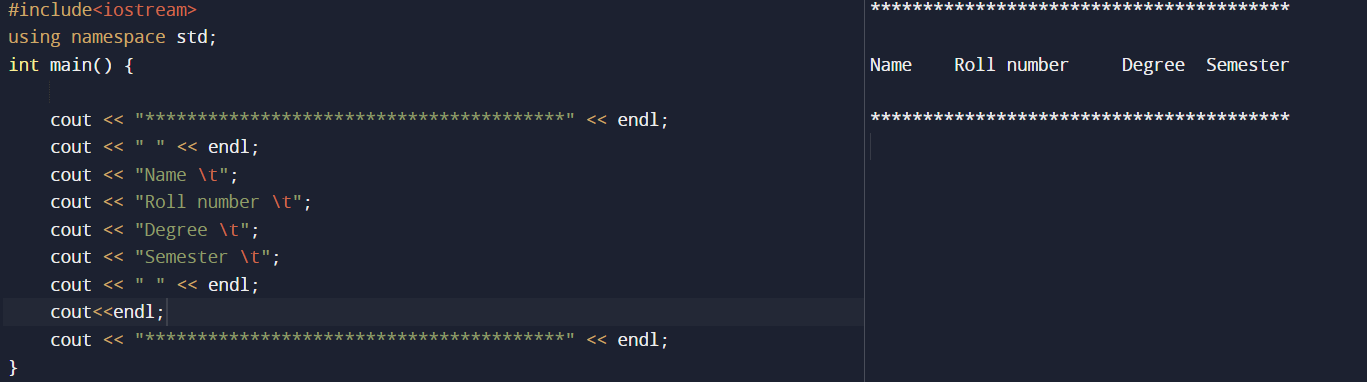 #include<iostream>
using namespace std;
int main() {
cout << "****************************************" << endl;
cout << " " << endl;
cout << "Name \t";
cout << "Roll number \t";
cout << "Degree \t";
cout << "Semester \t";
cout << " " << endl;
cout<<endl;
cout << "****************************************" << endl;
}
****************************************
Name    Roll number     Degree  Semester
****************************************